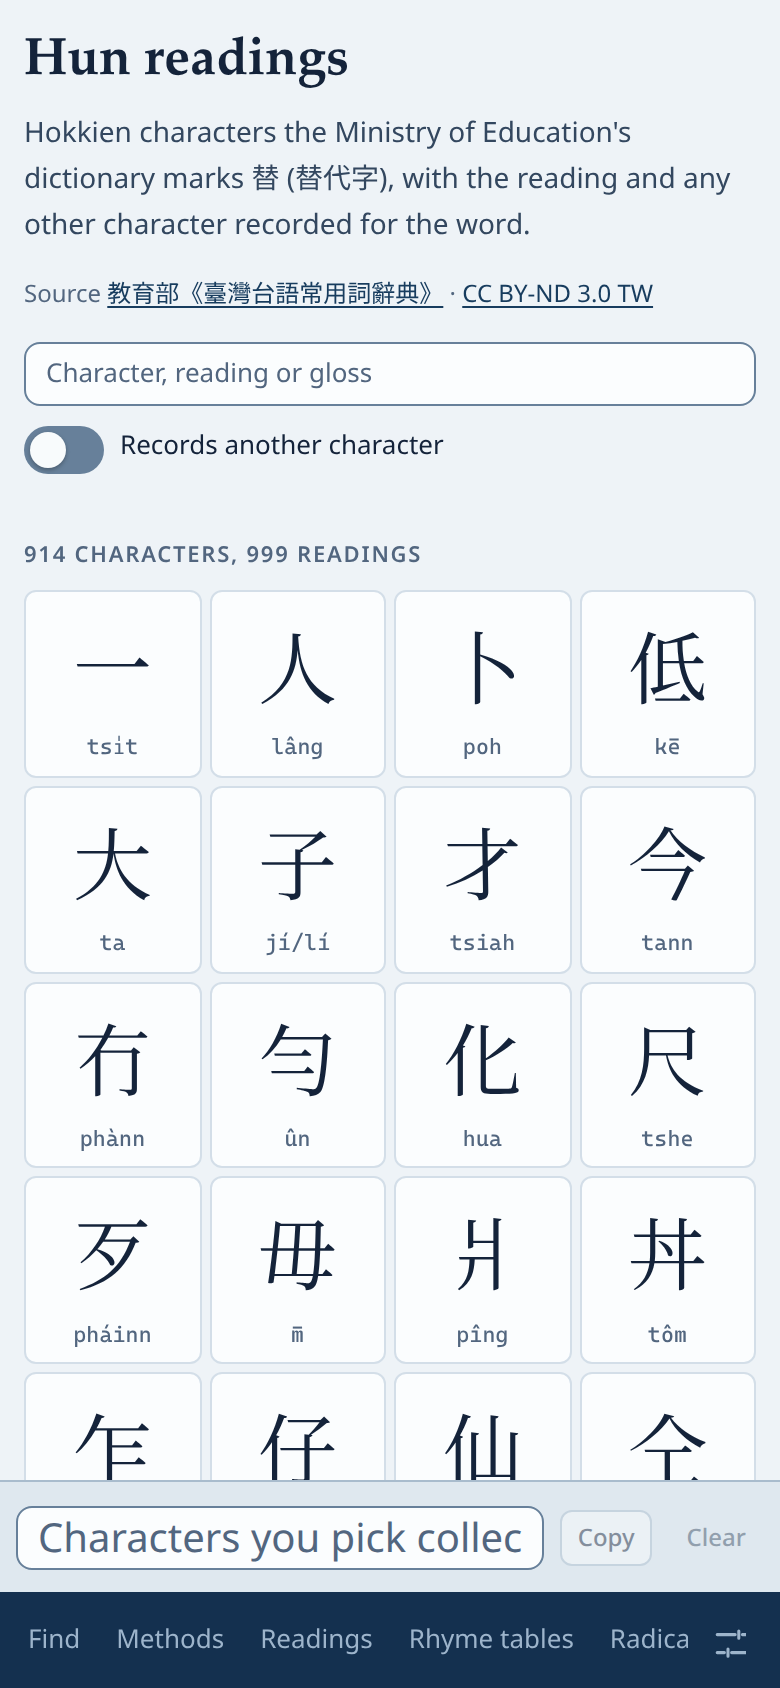 Hun readings
Hokkien characters the Ministry of Education's
dictionary marks 替 (替代字), with the reading and any
other character recorded for the word.
Source 教育部《臺灣台語常用詞辭典》 · CC BY-ND 3.0 TW
Character, reading or gloss
Records another character
914 CHARACTERS, 999 READINGS
一 人 卜 低
tsi̍t lâng poh kē
大 子 才 今
ta jí/lí tsiah tann
冇 勻 化 尺
phànn ûn hua tshe
歹 毋 爿 丼
pháinn m̄ pîng tôm
乍 仔 仙 仝
Characters you pick collec Copy Clear
Find Methods Readings Rhyme tables Radica